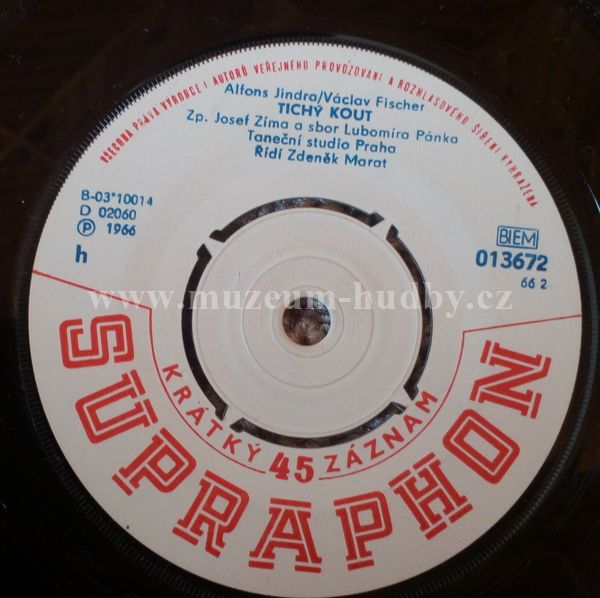 VŠECHNA PRÁVA VÝROBCE I AUTORŮ VEŘEJNÉHO PROVOZOVÁNÍ A ROZHLASOVÉHO ŠÍŘENÍ VYHRAZENA
Alfons Jindra/Václav Fischer
TICHÝ KOUT
Zp. Josef Zíma a sbor Lubomíra Pánka
Taneční studio Praha
Řídí Zdeněk Marat
B-03*10014
D 02060
Ⓟ 1966
h
BIEM
013672
66 2
www.muzeum-hudby.cz
KRÁTKÝ 45 ZÁZNAM
SUPRAPHON